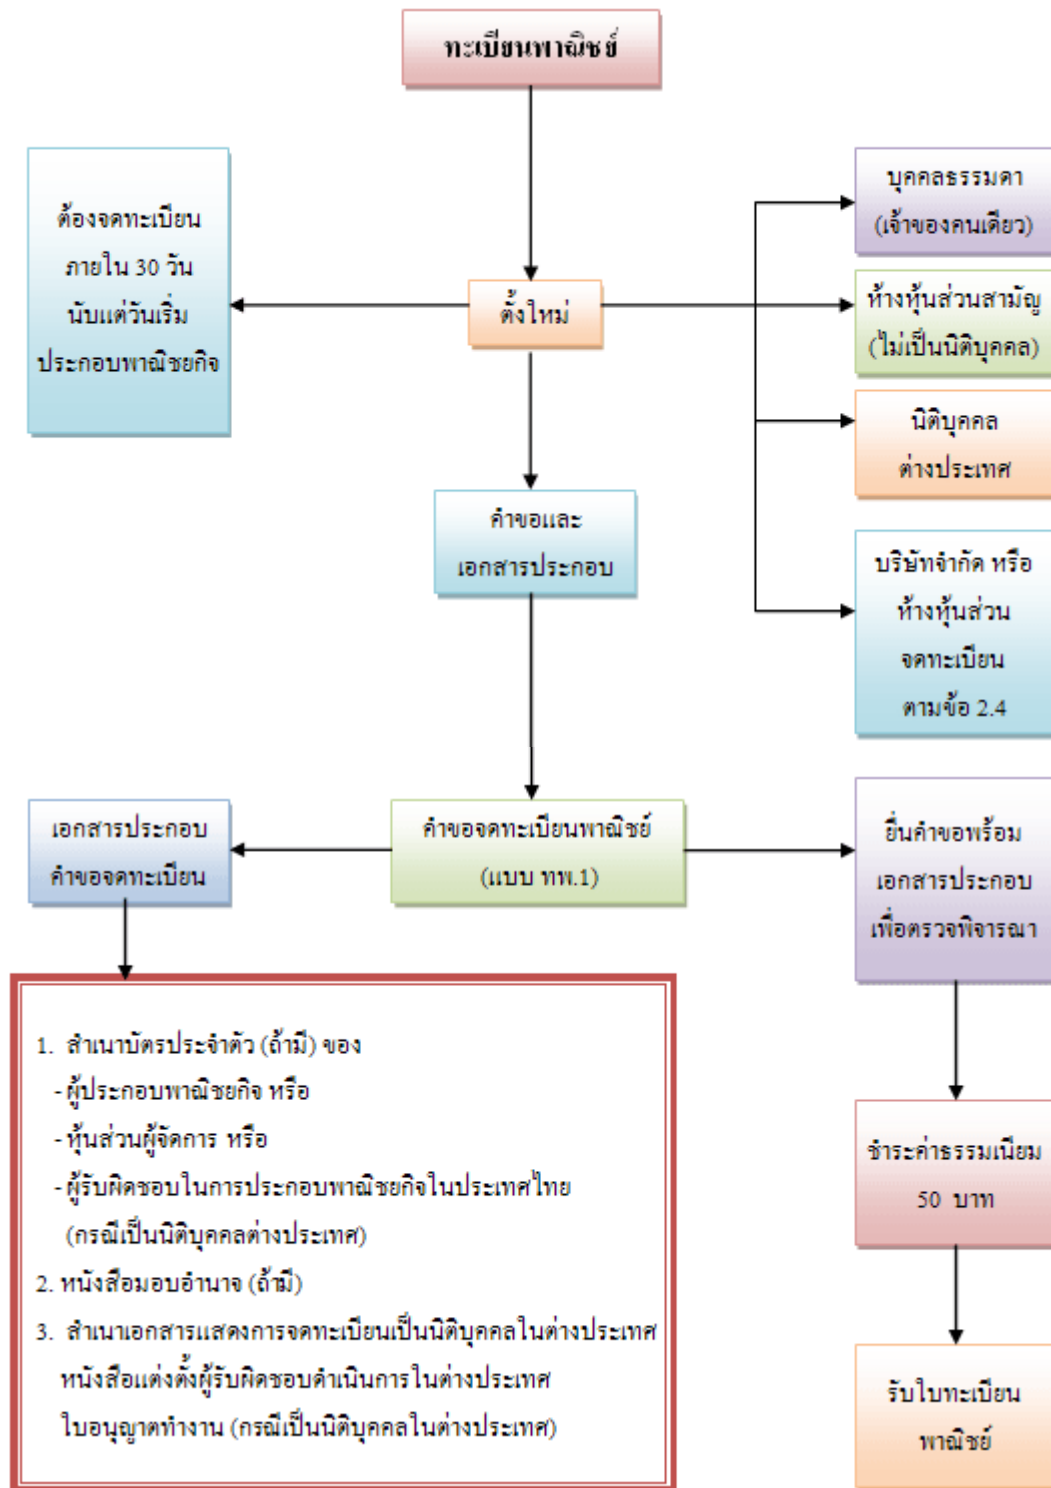 ทะเบียนพาณิชย์
ต้องจดทะเบียน
ภายใน 30 วัน
นับแต่วันเริ่ม
ประกอบพาณิชยกิจ
ตั้งใหม่
บุคคลธรรมดา
(เจ้าของคนเดียว)
ห้างหุ้นส่วนสามัญ
(ไม่เป็นนิติบุคคล)
นิติบุคคล
ต่างประเทศ
บริษัทจำกัด หรือ
ห้างหุ้นส่วน
จดทะเบียน
ตามข้อ 2.4
คำขอและ
เอกสารประกอบ
เอกสารประกอบ
คำขอจดทะเบียน
คำขอจดทะเบียนพาณิชย์
(แบบ ทพ.1)
ยื่นคำขอพร้อม
เอกสารประกอบ
เพื่อตรวจพิจารณา
1. สำเนาบัตรประจำตัว (ถ้ามี) ของ
- ผู้ประกอบพาณิชยกิจ หรือ
- หุ้นส่วนผู้จัดการ หรือ
- ผู้รับผิดชอบในการประกอบพาณิชยกิจในประเทศไทย
(กรณีเป็นนิติบุคคลต่างประเทศ)
2. หนังสือมอบอำนาจ (ถ้ามี)
3. สำเนาเอกสารแสดงการจดทะเบียนเป็นนิติบุคคลในต่างประเทศ
หนังสือแต่งตั้งผู้รับผิดชอบดำเนินการในต่างประเทศ
ใบอนุญาตทำงาน (กรณีเป็นนิติบุคคลในต่างประเทศ)
ชำระค่าธรรมเนียม
50 บาท
รับใบทะเบียน
พาณิชย์